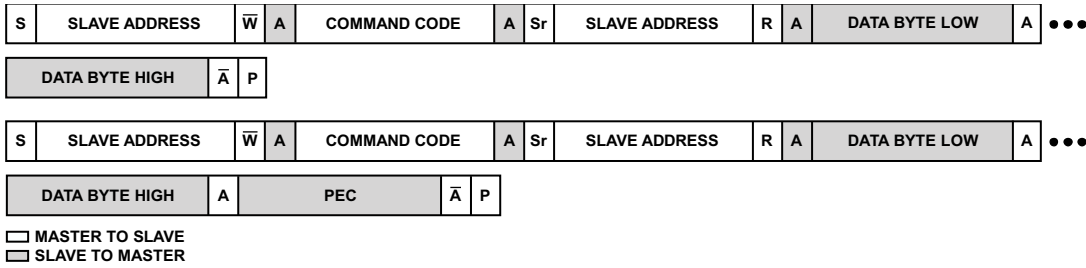 S SLAVE ADDRESS W̅ A COMMAND CODE A Sr SLAVE ADDRESS R A DATA BYTE LOW A •••
DATA BYTE HIGH A̅ P
S SLAVE ADDRESS W̅ A COMMAND CODE A Sr SLAVE ADDRESS R A DATA BYTE LOW A •••
DATA BYTE HIGH A PEC A̅ P
MASTER TO SLAVE
SLAVE TO MASTER